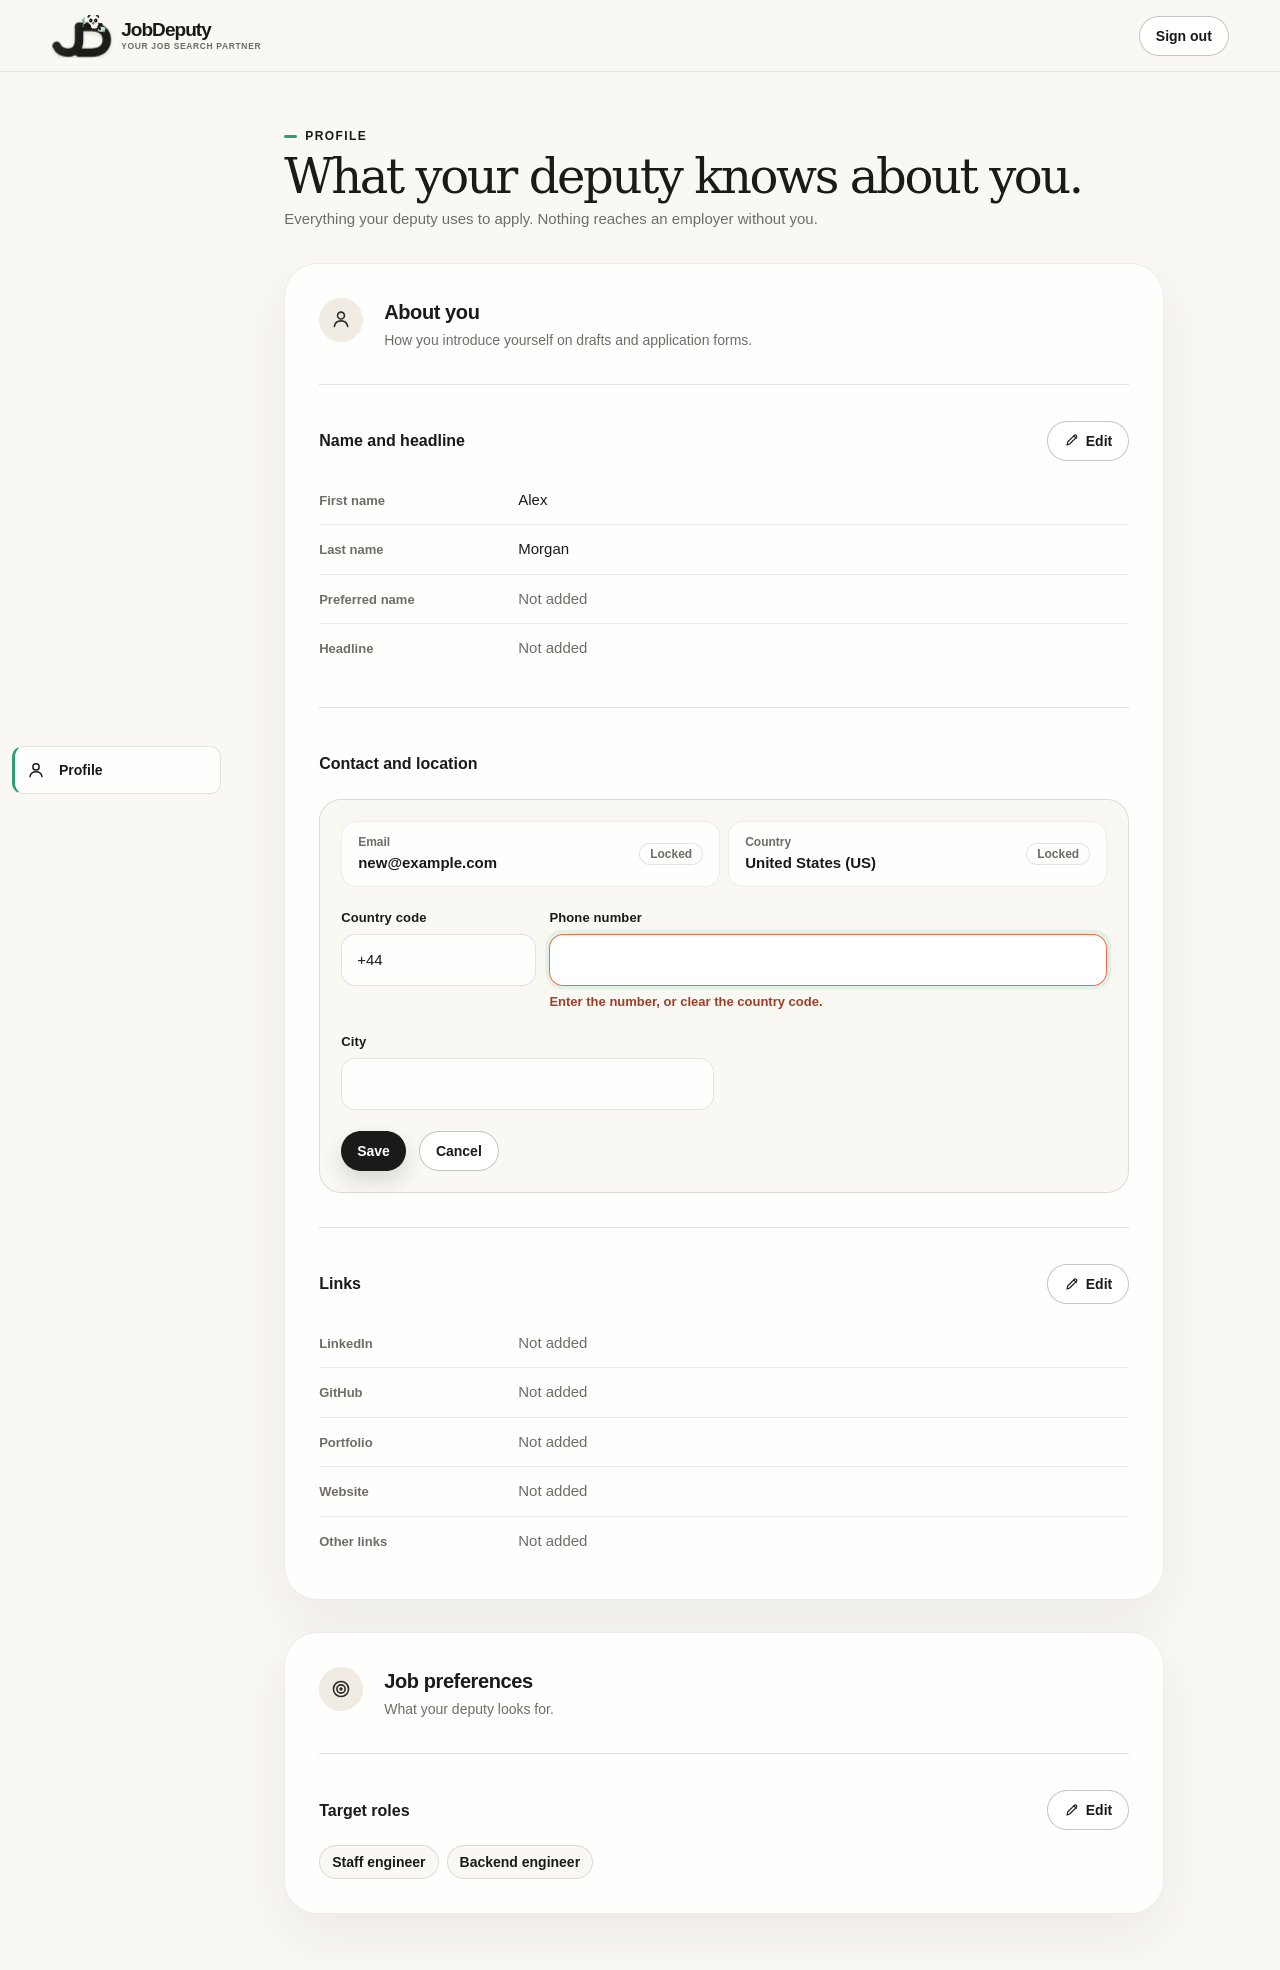 JobDeputy
YOUR JOB SEARCH PARTNER
Sign out
PROFILE
What your deputy knows about you.
Everything your deputy uses to apply. Nothing reaches an employer without you.
About you
How you introduce yourself on drafts and application forms.
Name and headline
Edit
First name Alex
Last name Morgan
Preferred name Not added
Headline Not added
Profile
Contact and location
Email
new@example.com
Locked
Country
United States (US)
Locked
Country code
+44
Phone number
Enter the number, or clear the country code.
City
Save
Cancel
Links
Edit
LinkedIn Not added
GitHub Not added
Portfolio Not added
Website Not added
Other links Not added
Job preferences
What your deputy looks for.
Target roles
Edit
Staff engineer
Backend engineer